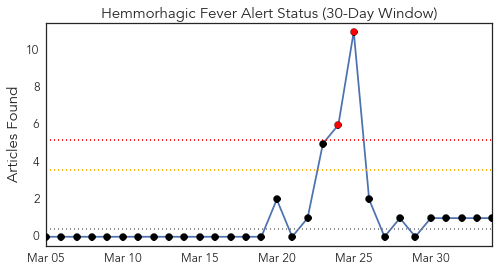 Hemmorhagic Fever Alert Status (30-Day Window)
Articles Found
10
8
6
4
2
0
Mar 05
Mar 10
Mar 15
Mar 20
Mar 25
Mar 30